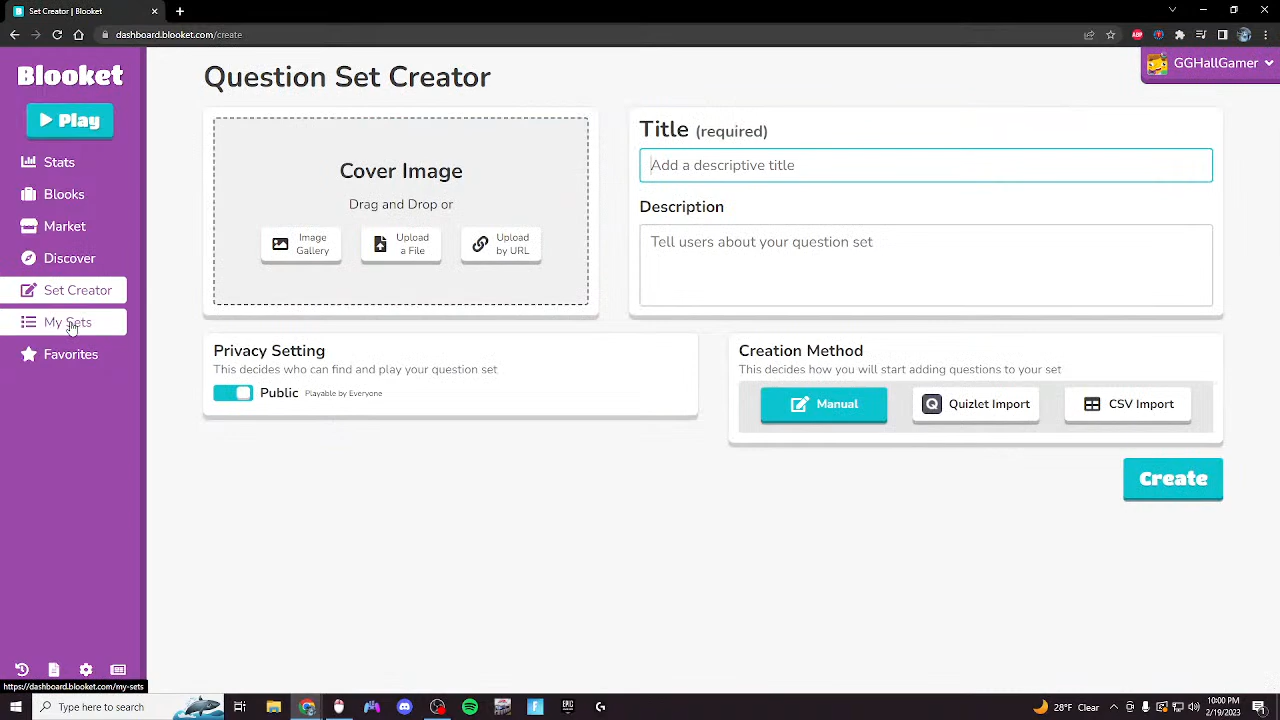 Set Creator | Blooket
dashboard.blooket.com/create
Blooket
Play
Stats
Blooks
Market
Discover
Set Creator
My Sets
Favorites
https://dashboard.blooket.com/my-sets
GGHallGamer
Question Set Creator
Cover Image
Drag and Drop or
Image
Gallery
Upload
a File
Upload
by URL
Title (required)
Add a descriptive title
Description
Tell users about your question set
Privacy Setting
This decides who can find and play your question set
Public Playable by Everyone
Creation Method
This decides how you will start adding questions to your set
Manual
Q Quizlet Import
CSV Import
Create
Type here to search
EPIC
28°F Clear
10:00 PM
2/19/2023